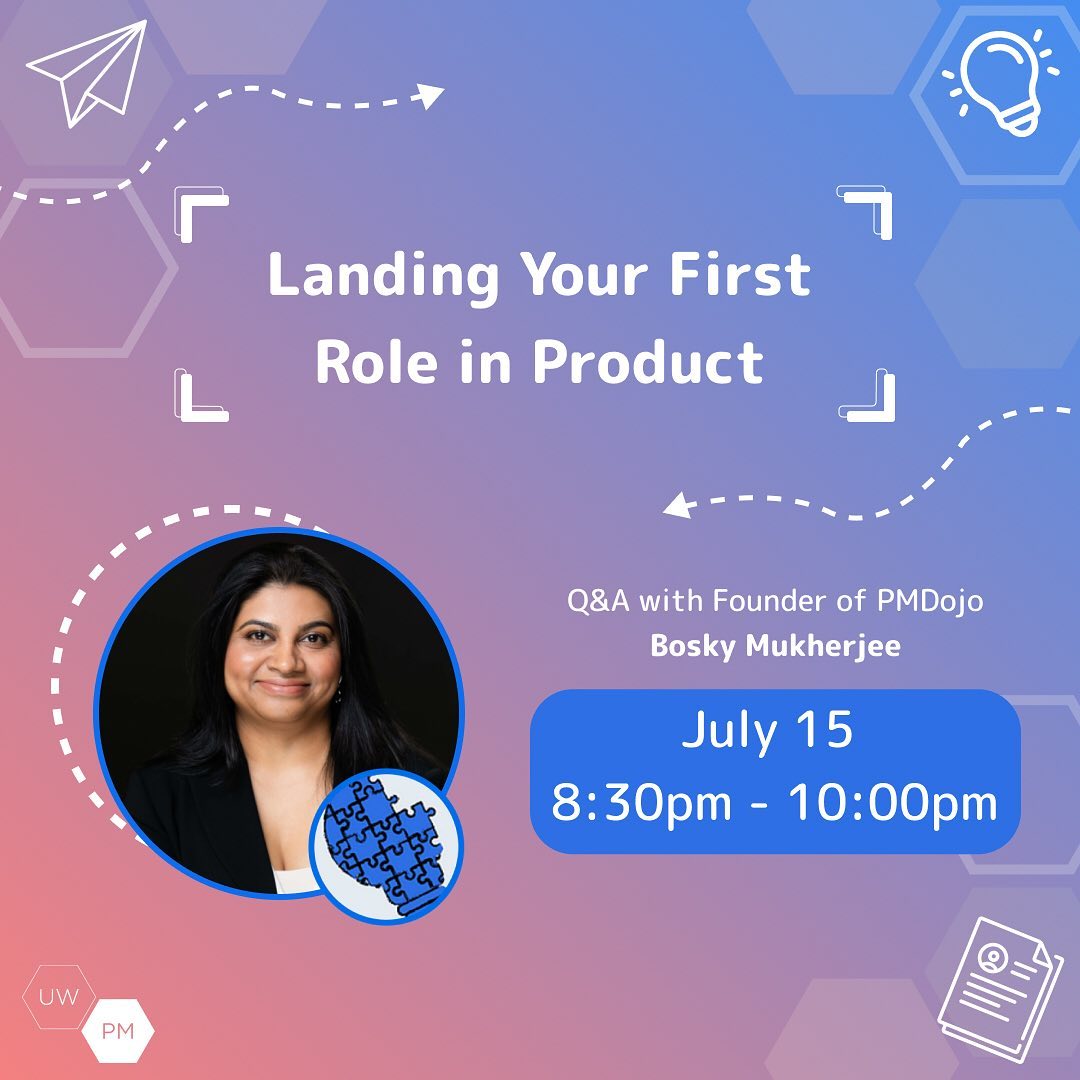 Landing Your First
Role in Product
Q&A with Founder of PMDojo
Bosky Mukherjee
July 15
8:30pm - 10:00pm
UW
PM